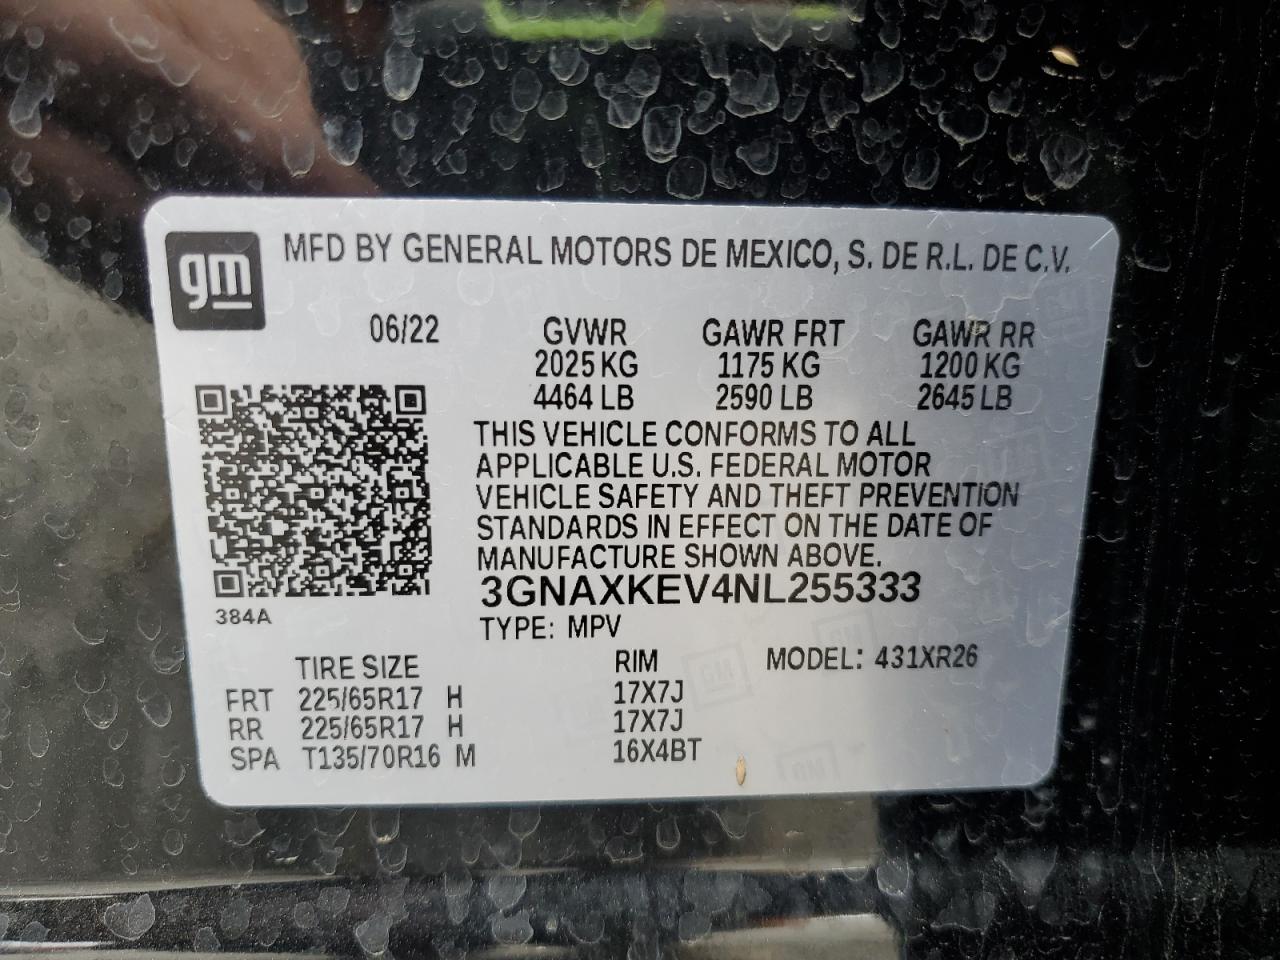 gm
MFD BY GENERAL MOTORS DE MEXICO, S. DE R.L. DE C.V.
06/22 GVWR GAWR FRT GAWR RR
2025 KG 1175 KG 1200 KG
4464 LB 2590 LB 2645 LB
THIS VEHICLE CONFORMS TO ALL
APPLICABLE U.S. FEDERAL MOTOR
VEHICLE SAFETY AND THEFT PREVENTION
STANDARDS IN EFFECT ON THE DATE OF
MANUFACTURE SHOWN ABOVE.
3GNAXKEV4NL255333
384A
TYPE: MPV
TIRE SIZE RIM MODEL: 431XR26
FRT 225/65R17 H 17X7J
RR 225/65R17 H 17X7J
SPA T135/70R16 M 16X4BT
GM
GM
GM